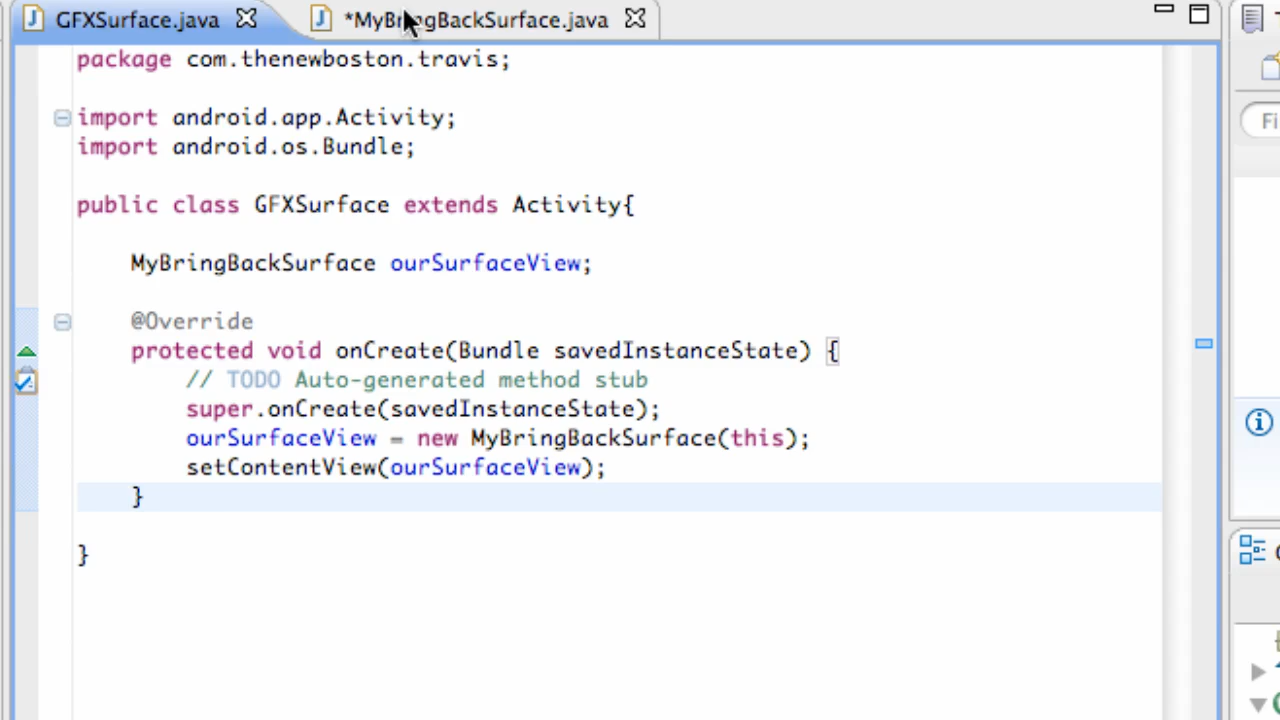 GFXSurface.java
*MyBringBackSurface.java
package com.thenewboston.travis;
import android.app.Activity;
import android.os.Bundle;
public class GFXSurface extends Activity{
MyBringBackSurface ourSurfaceView;
@Override
protected void onCreate(Bundle savedInstanceState) {
// TODO Auto-generated method stub
super.onCreate(savedInstanceState);
ourSurfaceView = new MyBringBackSurface(this);
setContentView(ourSurfaceView);
}
}
Fi